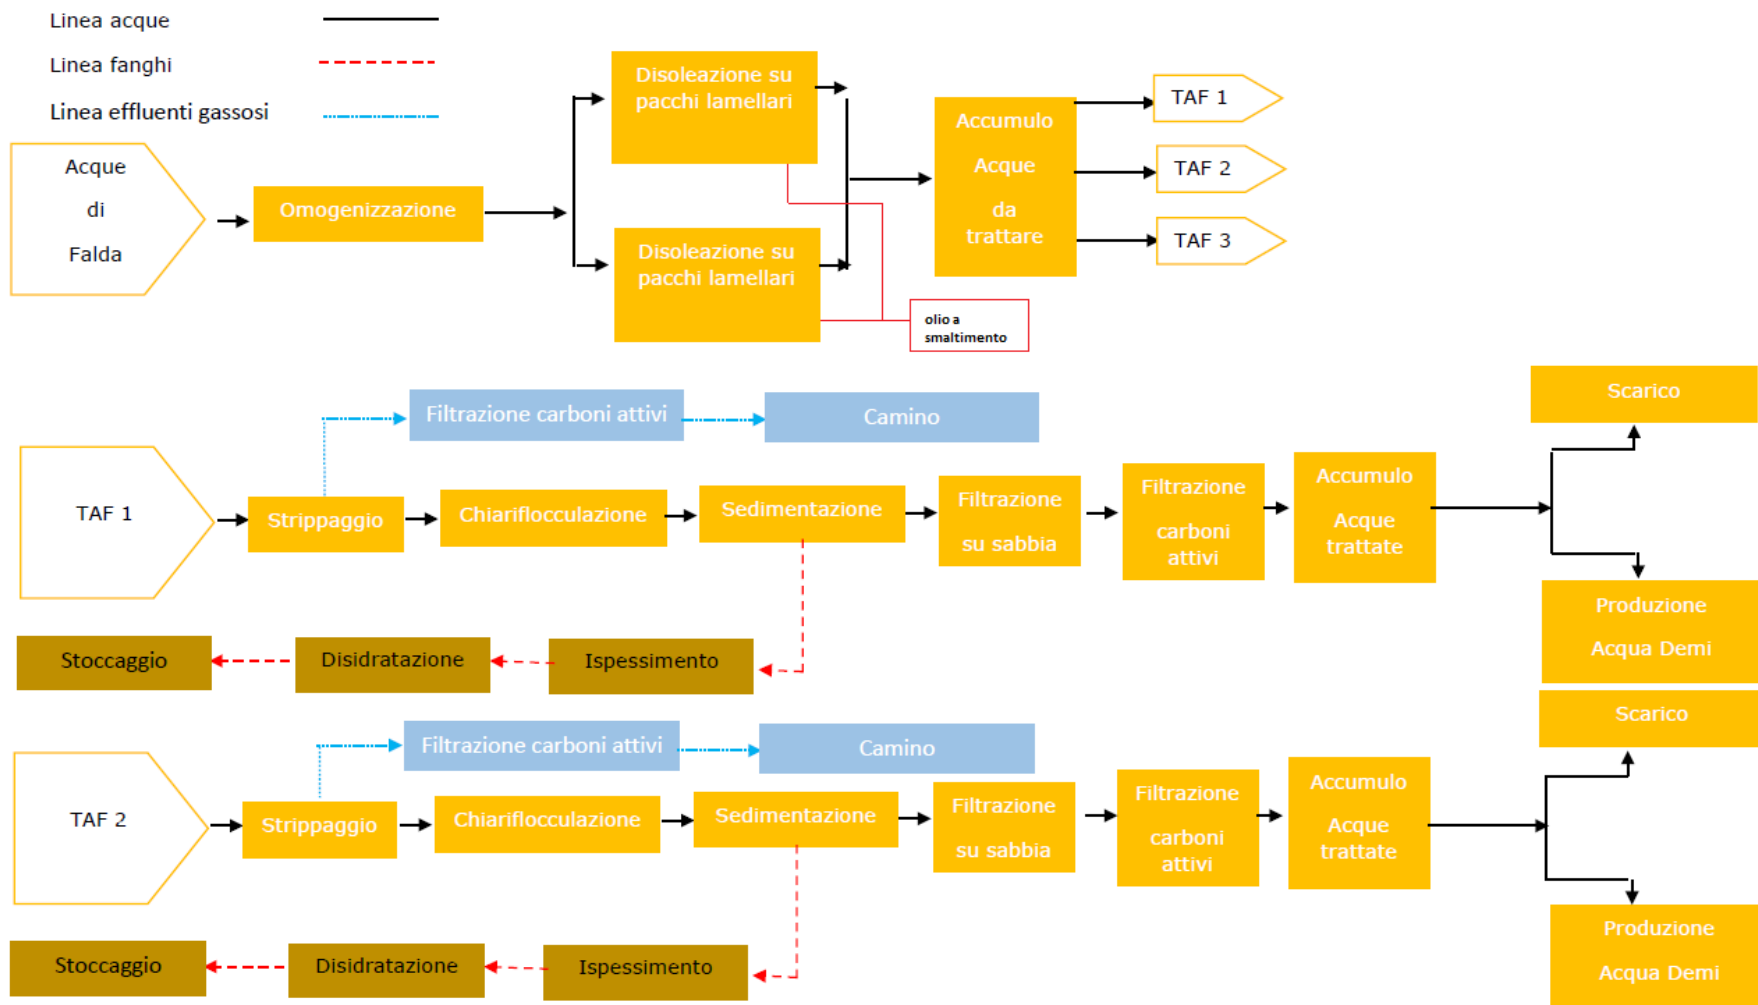 Linea acque
Linea fanghi
Linea effluenti gassosi
Acque
di
Falda
Omogenizzazione
Disoleazione su
pacchi lamellari
Disoleazione su
pacchi lamellari
olio a
smaltimento
Accumulo
Acque
da
trattare
TAF 1
TAF 2
TAF 3
TAF 1
Strippaggio
Filtrazione carboni attivi
Camino
Chiariflocculazione
Sedimentazione
Filtrazione
su sabbia
Filtrazione
carboni
attivi
Accumulo
Acque
trattate
Scarico
Produzione
Acqua Demi
Stoccaggio
Disidratazione
Ispessimento
TAF 2
Strippaggio
Filtrazione carboni attivi
Camino
Chiariflocculazione
Sedimentazione
Filtrazione
su sabbia
Filtrazione
carboni
attivi
Accumulo
Acque
trattate
Scarico
Produzione
Acqua Demi
Stoccaggio
Disidratazione
Ispessimento